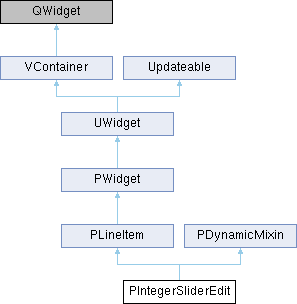 QWidget
VContainer
Updateable
UWidget
PWidget
PLineItem
PDynamicMixin
PIntegerSliderEdit